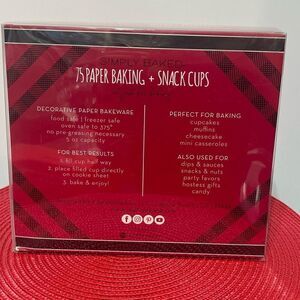 SIMPLY BAKED
75 PAPER BAKING + SNACK CUPS
DECORATIVE PAPER BAKEWARE
food safe | freezer safe
oven safe to 375°
no pre-greasing necessary
5 oz capacity
FOR BEST RESULTS
1. fill cup half way
2. place filled cup directly
on cookie sheet
3. bake & enjoy!
PERFECT FOR BAKING
cupcakes
muffins
cheesecake
mini casseroles
ALSO USED FOR
dips & sauces
snacks & nuts
party favors
hostess gifts
candy